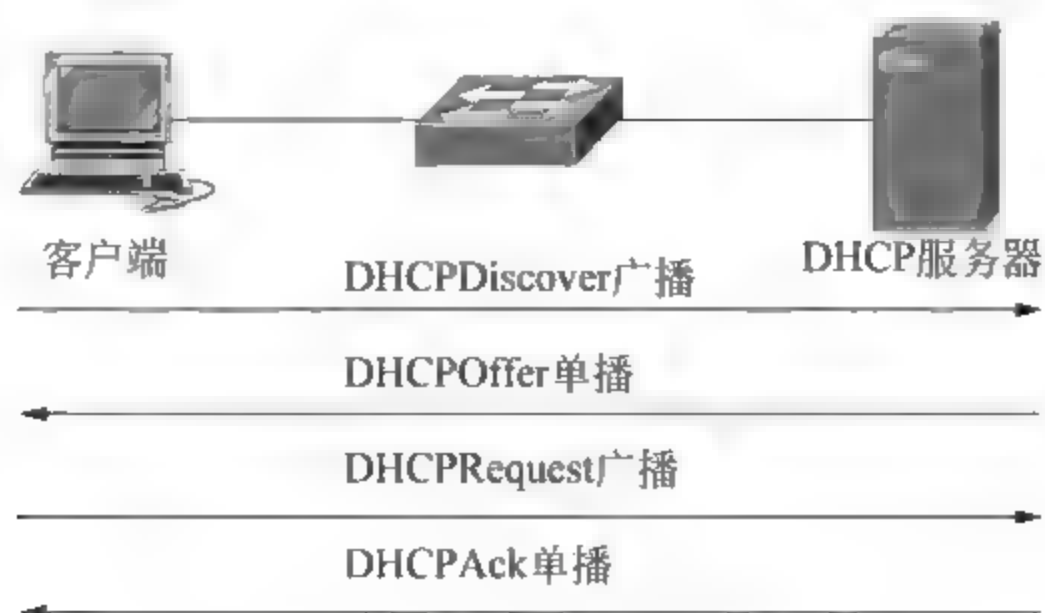 客户端
DHCP服务器
DHCPDiscover广播
DHCPOffer单播
DHCPRequest广播
DHCPAck单播